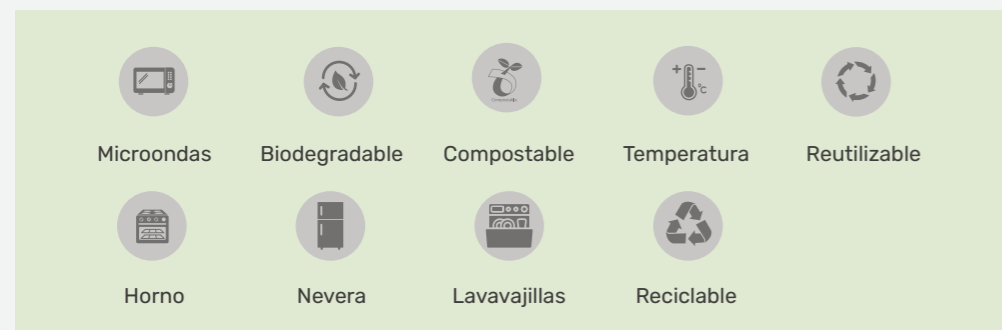 Microondas
Biodegradable
Compostable
Temperatura
Reutilizable
+ −
°C
Horno
Nevera
Lavavajillas
Reciclable